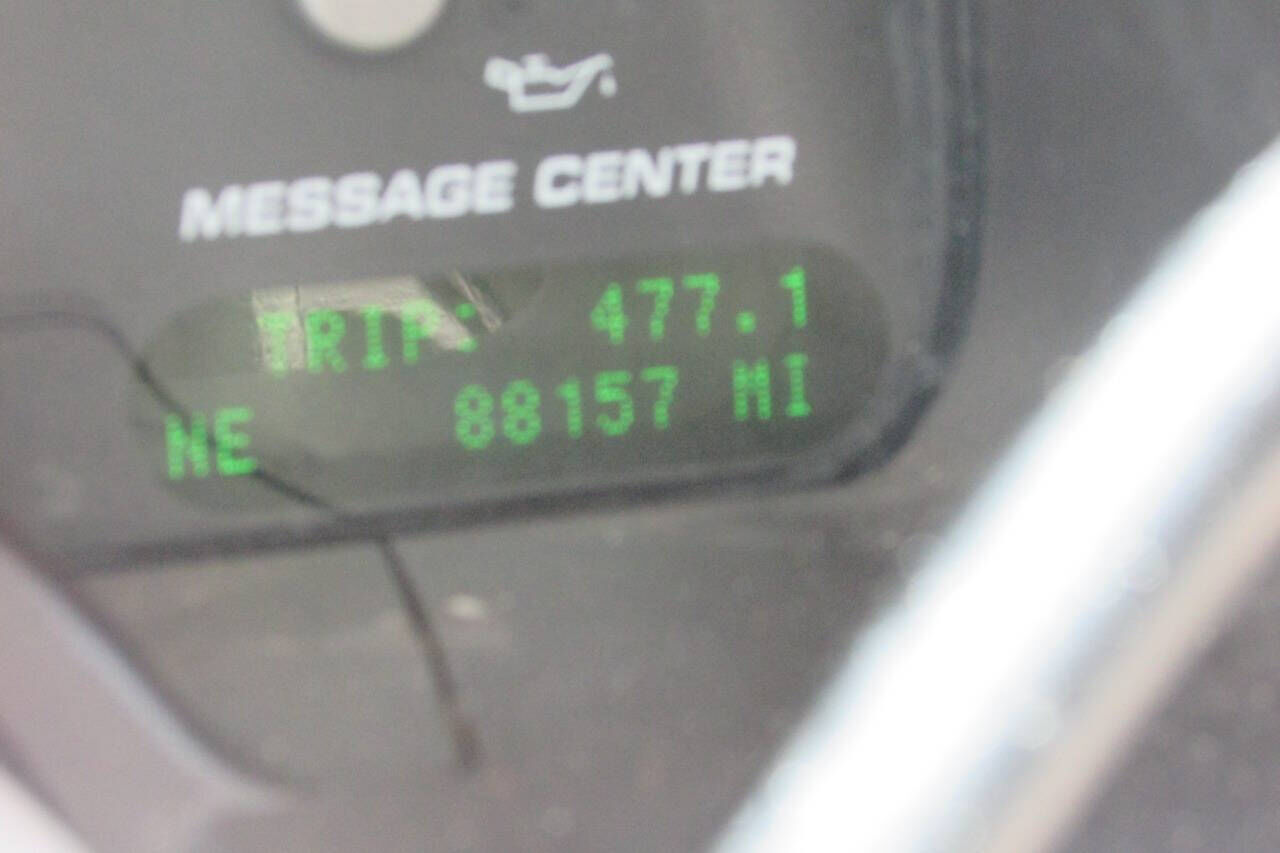 MESSAGE CENTER
TRIP: 477.1
NE 88157 MI